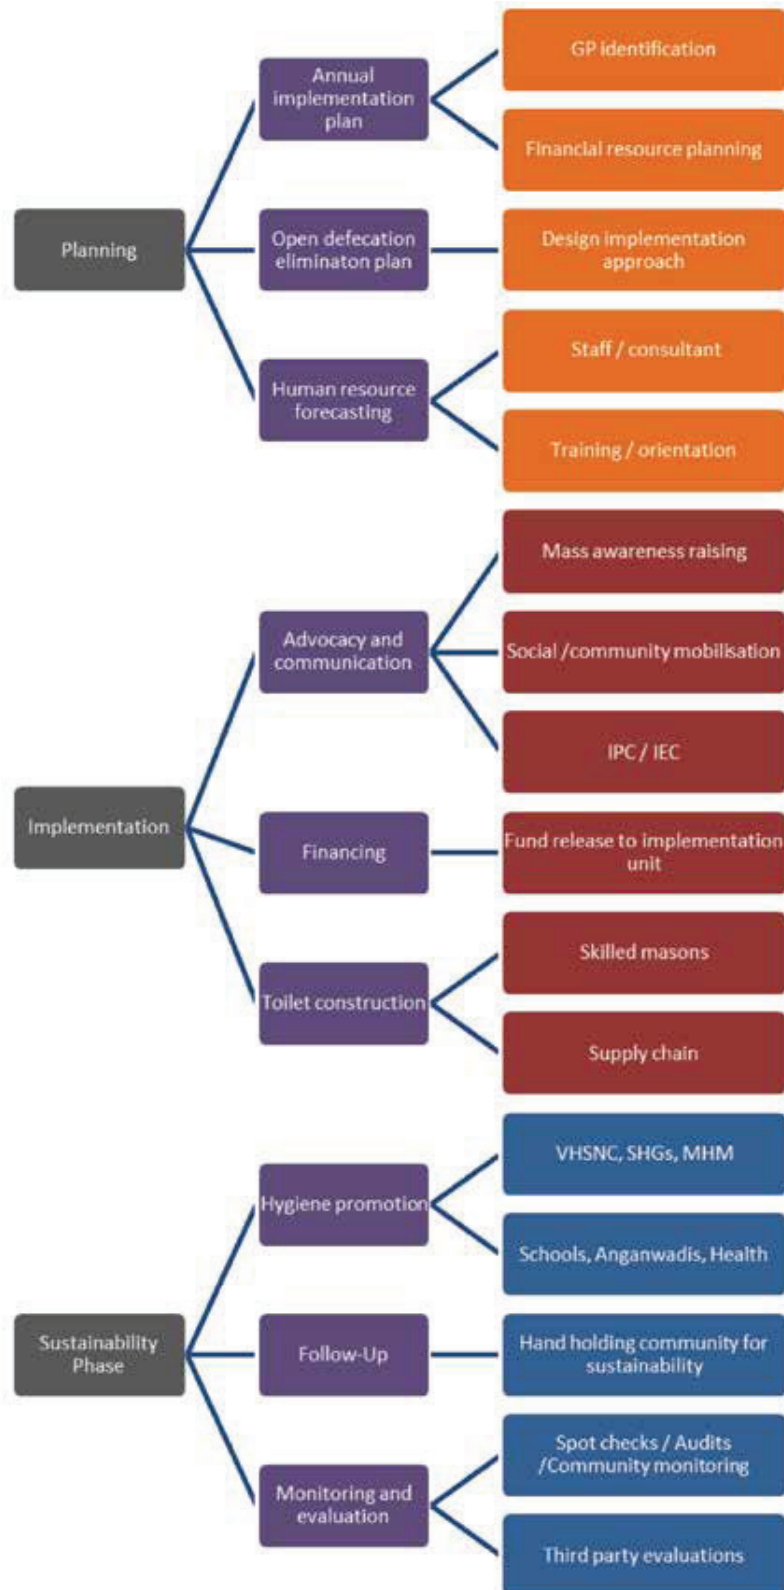 GP identification
Annual
implementation
plan
Financial resource planning
Planning
Open defecation
eliminaton plan
Design implementation
approach
Staff / consultant
Human resource
forecasting
Training / orientation
Mass awareness raising
Advocacy and
communication
Social /community mobilisation
IPC / IEC
Implementation
Financing
Fund release to implementation
unit
Skilled masons
Toilet construction
Supply chain
VHSNC, SHGs, MHM
Hygiene promotion
Schools, Anganwadis, Health
Sustainability
Phase
Follow-Up
Hand holding community for
sustainability
Spot checks / Audits
/Community monitoring
Monitoring and
evaluation
Third party evaluations